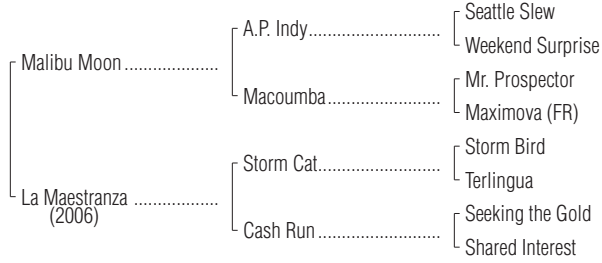 Seattle Slew
A.P. Indy
Weekend Surprise
Malibu Moon
Mr. Prospector
Macoumba
Maximova (FR)
Storm Bird
Storm Cat
Terlingua
La Maestranza
(2006)
Seeking the Gold
Cash Run
Shared Interest